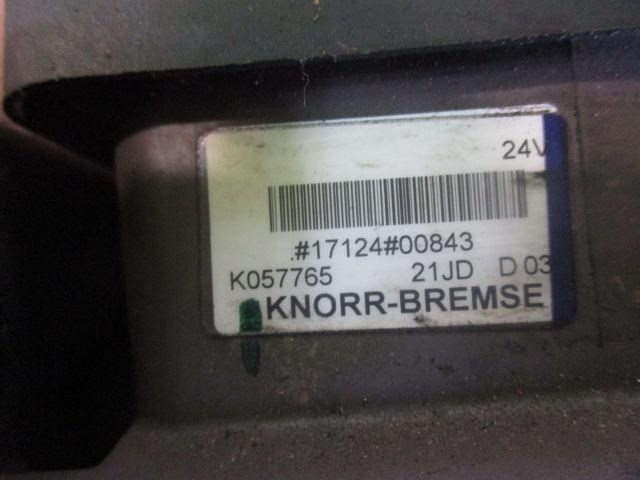 24V
.#17124#00843
K057765 21JD D 03
KNORR-BREMSE